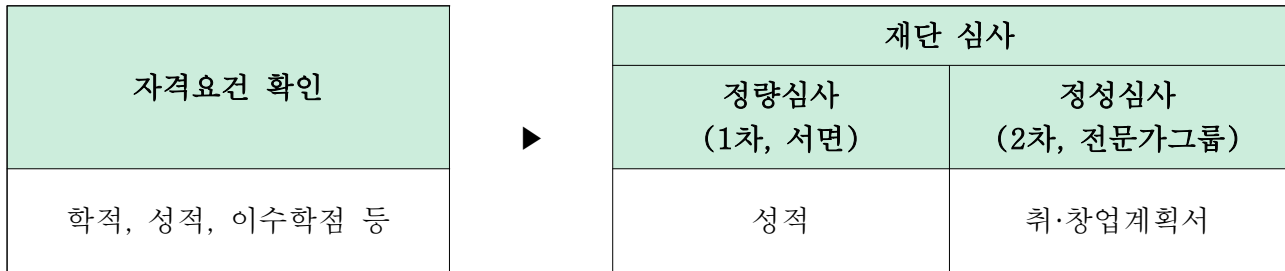 자격요건 확인
학적, 성적, 이수학점 등
▶
재단 심사
정량심사
(1차, 서면)
정성심사
(2차, 전문가그룹)
성적
취·창업계획서